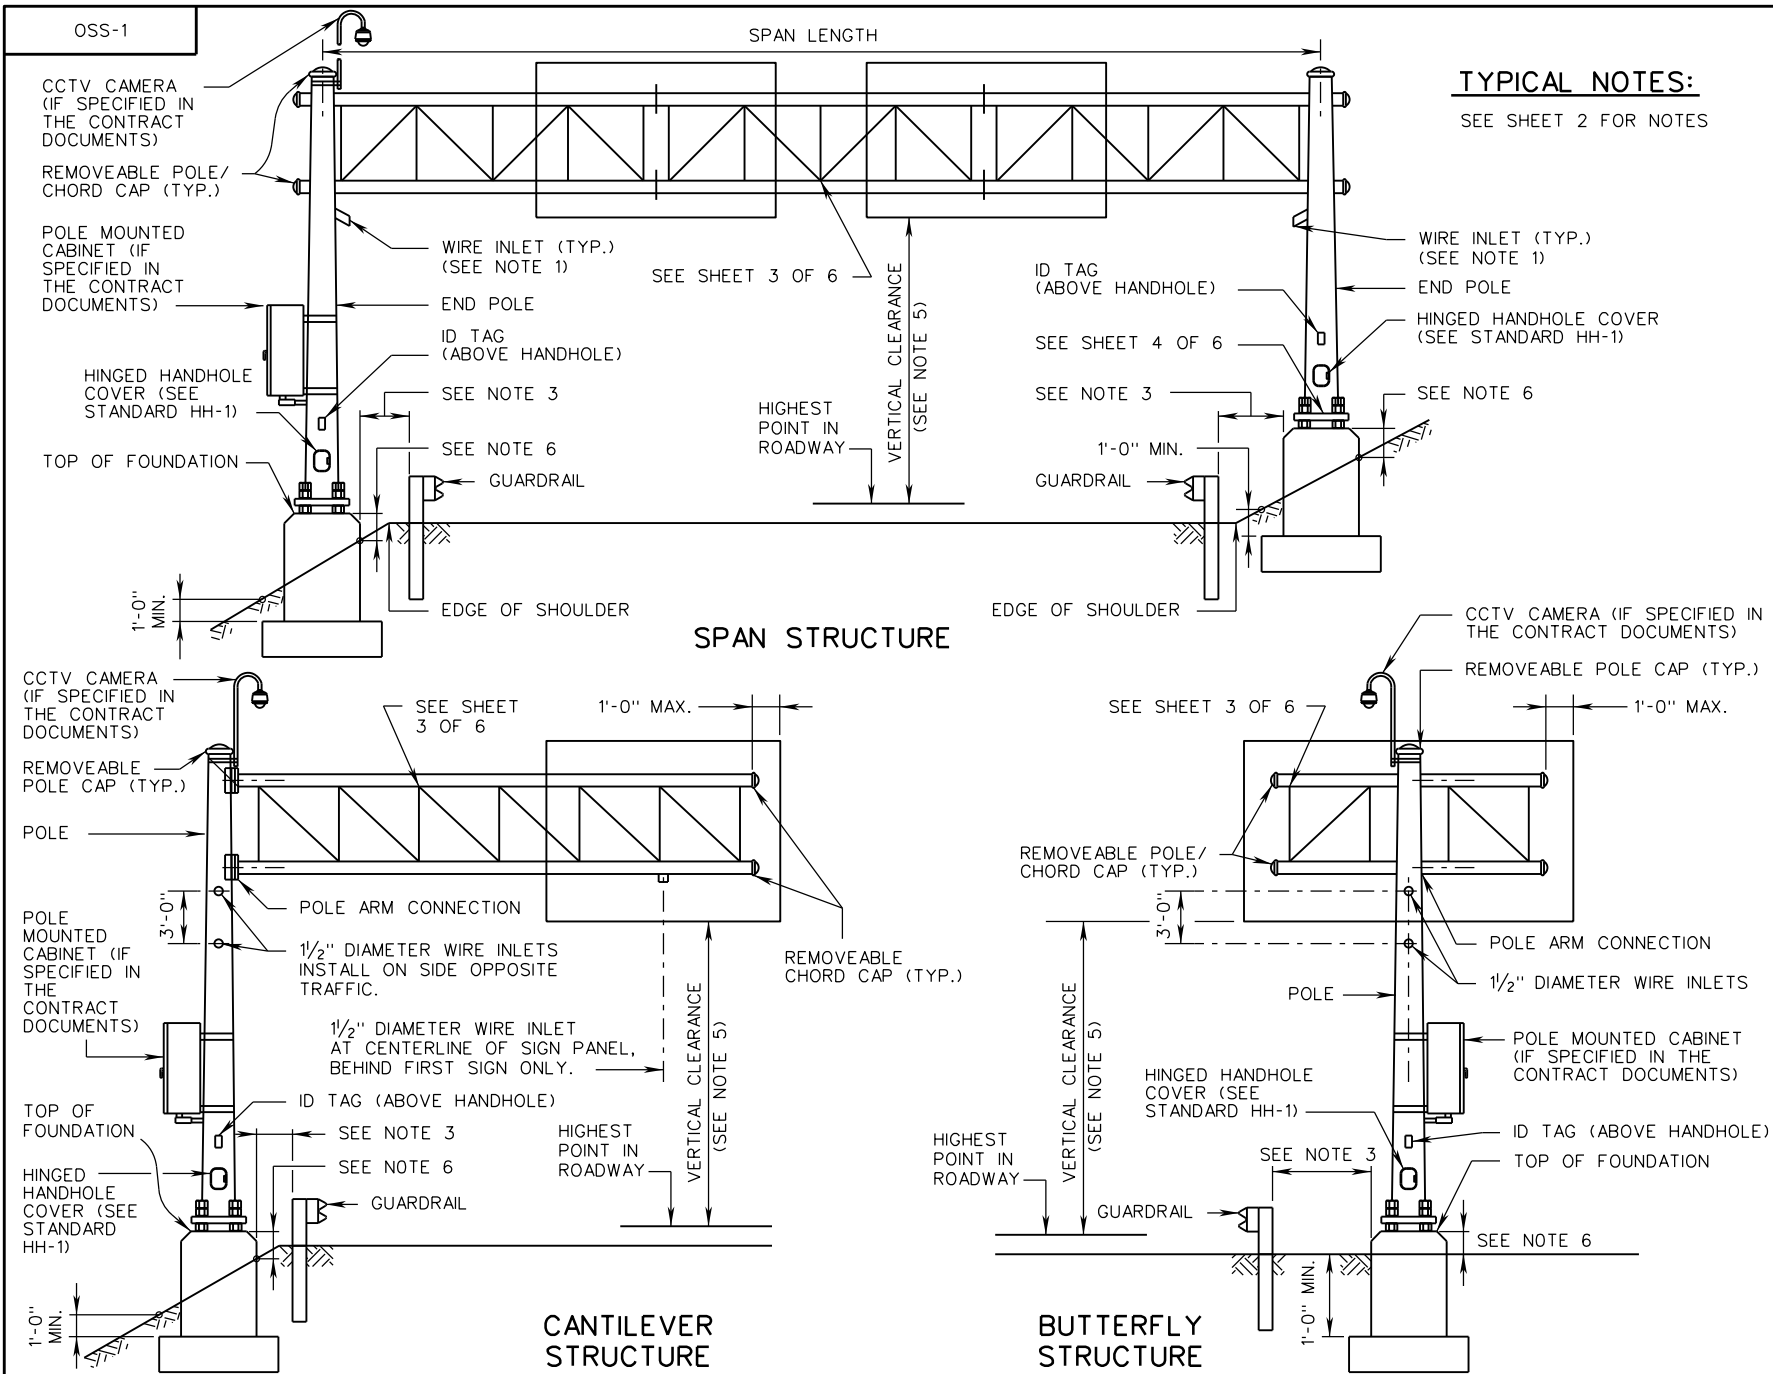 OSS-1
SPAN LENGTH
TYPICAL NOTES:
SEE SHEET 2 FOR NOTES
CCTV CAMERA
(IF SPECIFIED IN
THE CONTRACT
DOCUMENTS)
REMOVEABLE POLE/
CHORD CAP (TYP.)
POLE MOUNTED
CABINET (IF
SPECIFIED IN
THE CONTRACT
DOCUMENTS)
HINGED HANDHOLE
COVER (SEE
STANDARD HH-1)
TOP OF FOUNDATION
1'-0"
MIN.
WIRE INLET (TYP.)
(SEE NOTE 1)
END POLE
ID TAG
(ABOVE HANDHOLE)
SEE NOTE 3
SEE NOTE 6
GUARDRAIL
EDGE OF SHOULDER
SEE SHEET 3 OF 6
HIGHEST
POINT IN
ROADWAY
VERTICAL CLEARANCE
(SEE NOTE 5)
ID TAG
(ABOVE HANDHOLE)
SEE SHEET 4 OF 6
SEE NOTE 3
1'-0" MIN.
GUARDRAIL
EDGE OF SHOULDER
WIRE INLET (TYP.)
(SEE NOTE 1)
END POLE
HINGED HANDHOLE COVER
(SEE STANDARD HH-1)
SEE NOTE 6
SPAN STRUCTURE
CCTV CAMERA
(IF SPECIFIED IN
THE CONTRACT
DOCUMENTS)
REMOVEABLE
POLE CAP (TYP.)
POLE
3'-0"
POLE
MOUNTED
CABINET (IF
SPECIFIED IN
THE
CONTRACT
DOCUMENTS)
TOP OF
FOUNDATION
HINGED
HANDHOLE
COVER (SEE
STANDARD
HH-1)
1'-0"
MIN.
SEE SHEET
3 OF 6
1'-0" MAX.
POLE ARM CONNECTION
1 1/2" DIAMETER WIRE INLETS
INSTALL ON SIDE OPPOSITE
TRAFFIC.
1 1/2" DIAMETER WIRE INLET
AT CENTERLINE OF SIGN PANEL,
BEHIND FIRST SIGN ONLY.
ID TAG (ABOVE HANDHOLE)
SEE NOTE 3
SEE NOTE 6
GUARDRAIL
HIGHEST
POINT IN
ROADWAY
VERTICAL CLEARANCE
(SEE NOTE 5)
REMOVEABLE
CHORD CAP (TYP.)
CANTILEVER
STRUCTURE
CCTV CAMERA (IF SPECIFIED IN
THE CONTRACT DOCUMENTS)
REMOVEABLE POLE CAP (TYP.)
SEE SHEET 3 OF 6
1'-0" MAX.
REMOVEABLE POLE/
CHORD CAP (TYP.)
3'-0"
POLE ARM CONNECTION
1 1/2" DIAMETER WIRE INLETS
POLE
VERTICAL CLEARANCE
(SEE NOTE 5)
POLE MOUNTED CABINET
(IF SPECIFIED IN THE
CONTRACT DOCUMENTS)
HINGED HANDHOLE
COVER (SEE
STANDARD HH-1)
HIGHEST
POINT IN
ROADWAY
SEE NOTE 3
ID TAG (ABOVE HANDHOLE)
TOP OF FOUNDATION
GUARDRAIL
SEE NOTE 6
1'-0" MIN.
BUTTERFLY
STRUCTURE